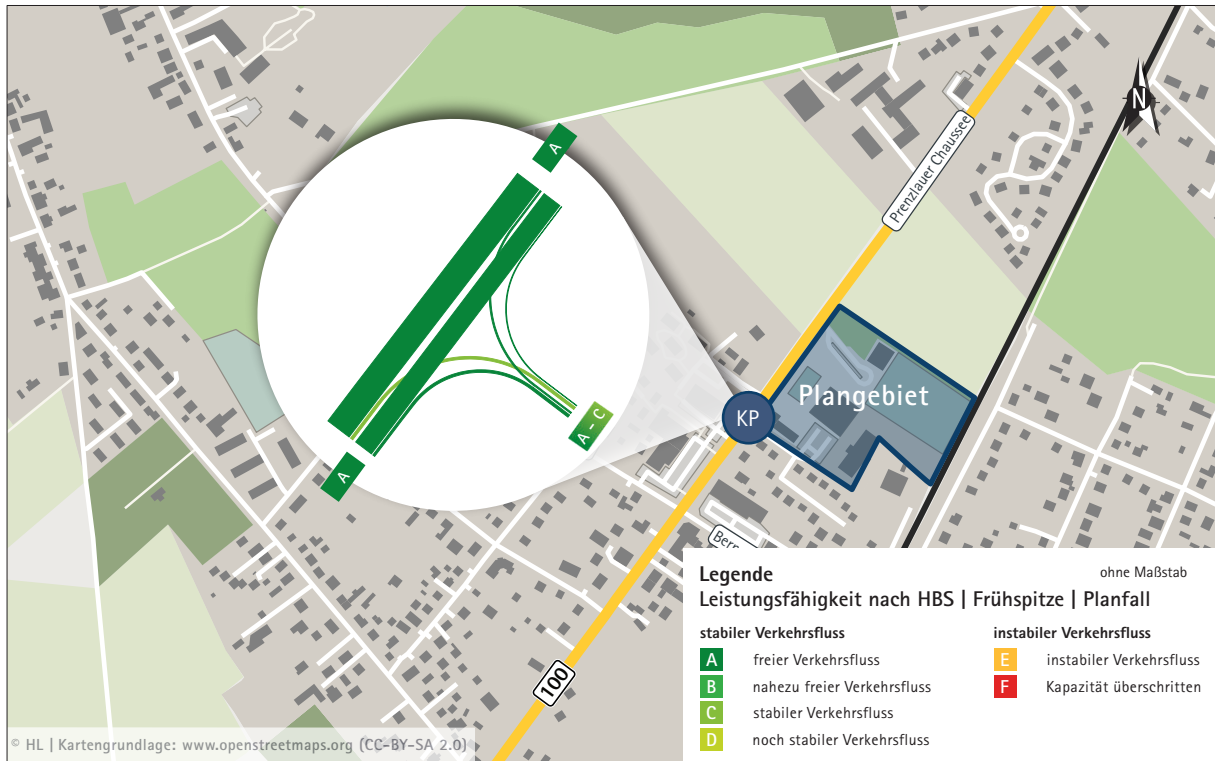 A
N
Prenzlauer Chaussee
Plangebiet
KP
A - C
A
Bern
100
Legende
ohne Maßstab
Leistungsfähigkeit nach HBS | Frühspitze | Planfall
stabiler Verkehrsfluss
A freier Verkehrsfluss
B nahezu freier Verkehrsfluss
C stabiler Verkehrsfluss
D noch stabiler Verkehrsfluss
instabiler Verkehrsfluss
E instabiler Verkehrsfluss
F Kapazität überschritten
© HL | Kartengrundlage: www.openstreetmaps.org (CC-BY-SA 2.0)